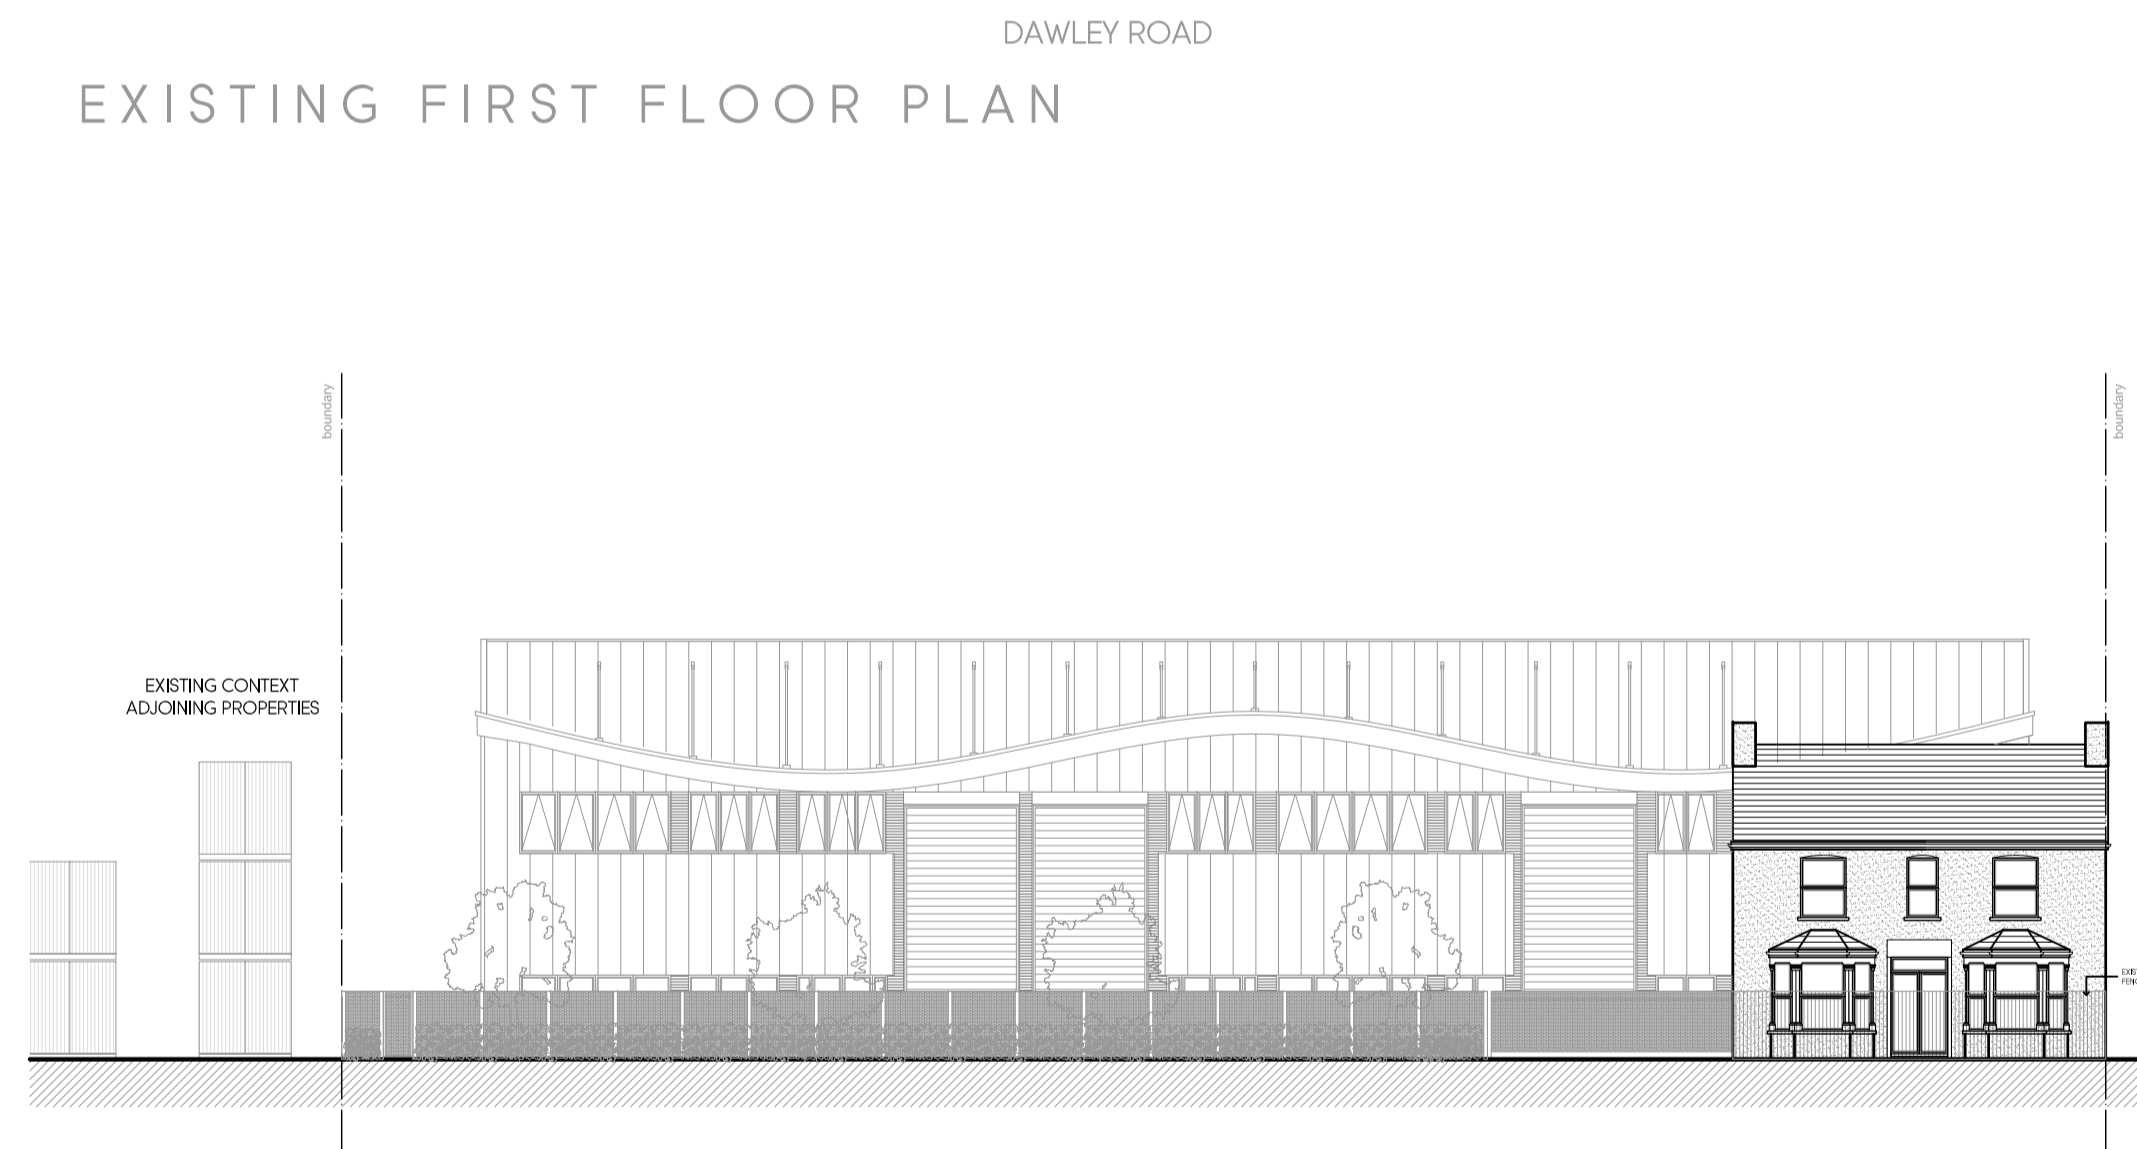 DAWLEY ROAD
EXISTING FIRST FLOOR PLAN
boundary
boundary
EXISTING CONTEXT
ADJOINING PROPERTIES